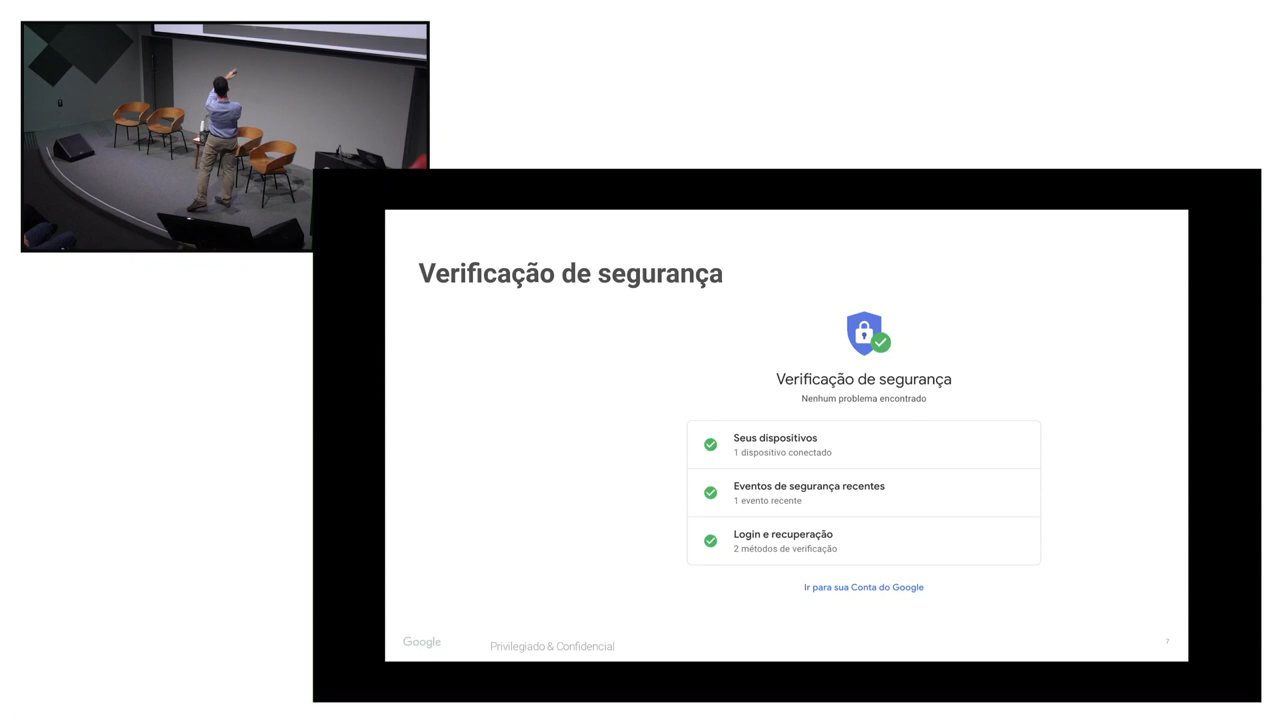 Verificação de segurança
Verificação de segurança
Nenhum problema encontrado
Seus dispositivos
1 dispositivo conectado
Eventos de segurança recentes
1 evento recente
Login e recuperação
2 métodos de verificação
Ir para sua Conta do Google
Google
Privilegiado & Confidencial
7